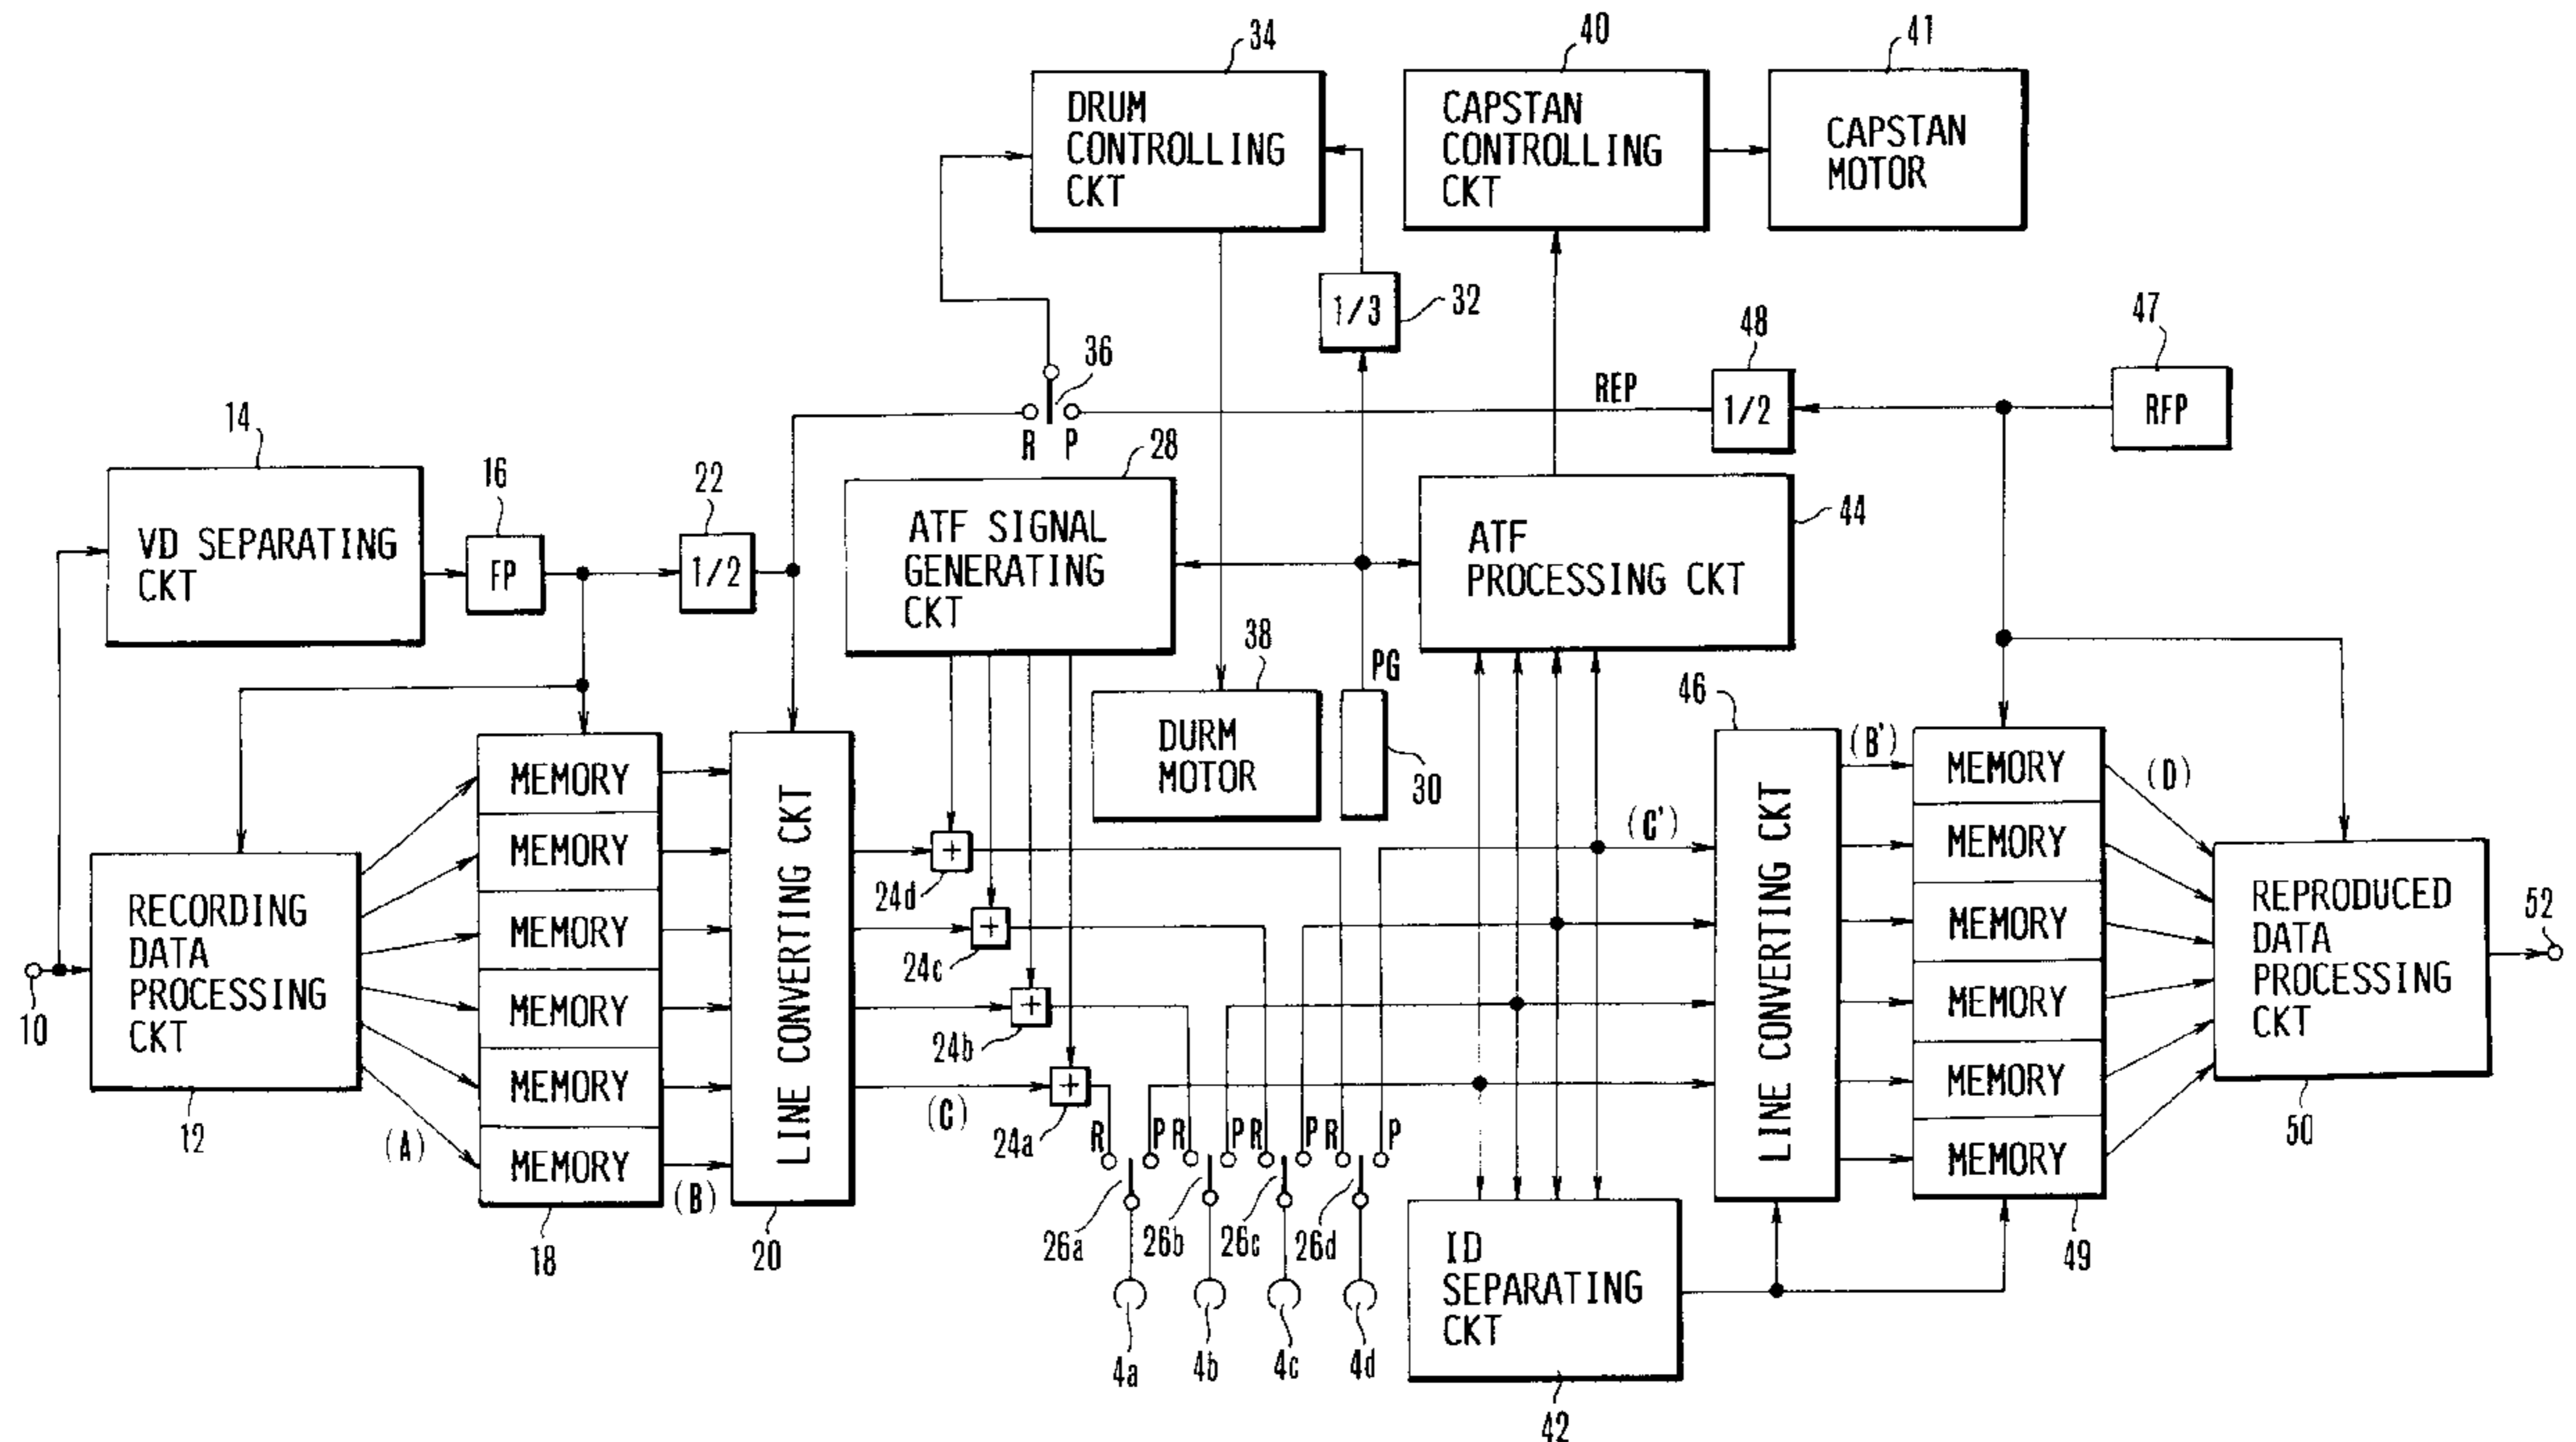 34
40
41
DRUM
CONTROLLING
CKT
CAPSTAN
CONTROLLING
CKT
CAPSTAN
MOTOR
1/3
32
36
R
P
REP
48
1/2
47
RFP
14
VD SEPARATING
CKT
16
FP
22
1/2
28
ATF SIGNAL
GENERATING
CKT
44
ATF
PROCESSING CKT
38
DURM
MOTOR
PG
30
10
RECORDING
DATA
PROCESSING
CKT
12
(A)
MEMORY
MEMORY
MEMORY
MEMORY
MEMORY
MEMORY
18
(B)
LINE CONVERTING CKT
20
(C)
24d
24c
24b
24a
R
P
R
P
R
P
R
P
26a
26b
26c
26d
4a
4b
4c
4d
ID
SEPARATING
CKT
42
(C')
46
LINE CONVERTING CKT
(B')
MEMORY
MEMORY
MEMORY
MEMORY
MEMORY
MEMORY
49
(D)
REPRODUCED
DATA
PROCESSING
CKT
50
52